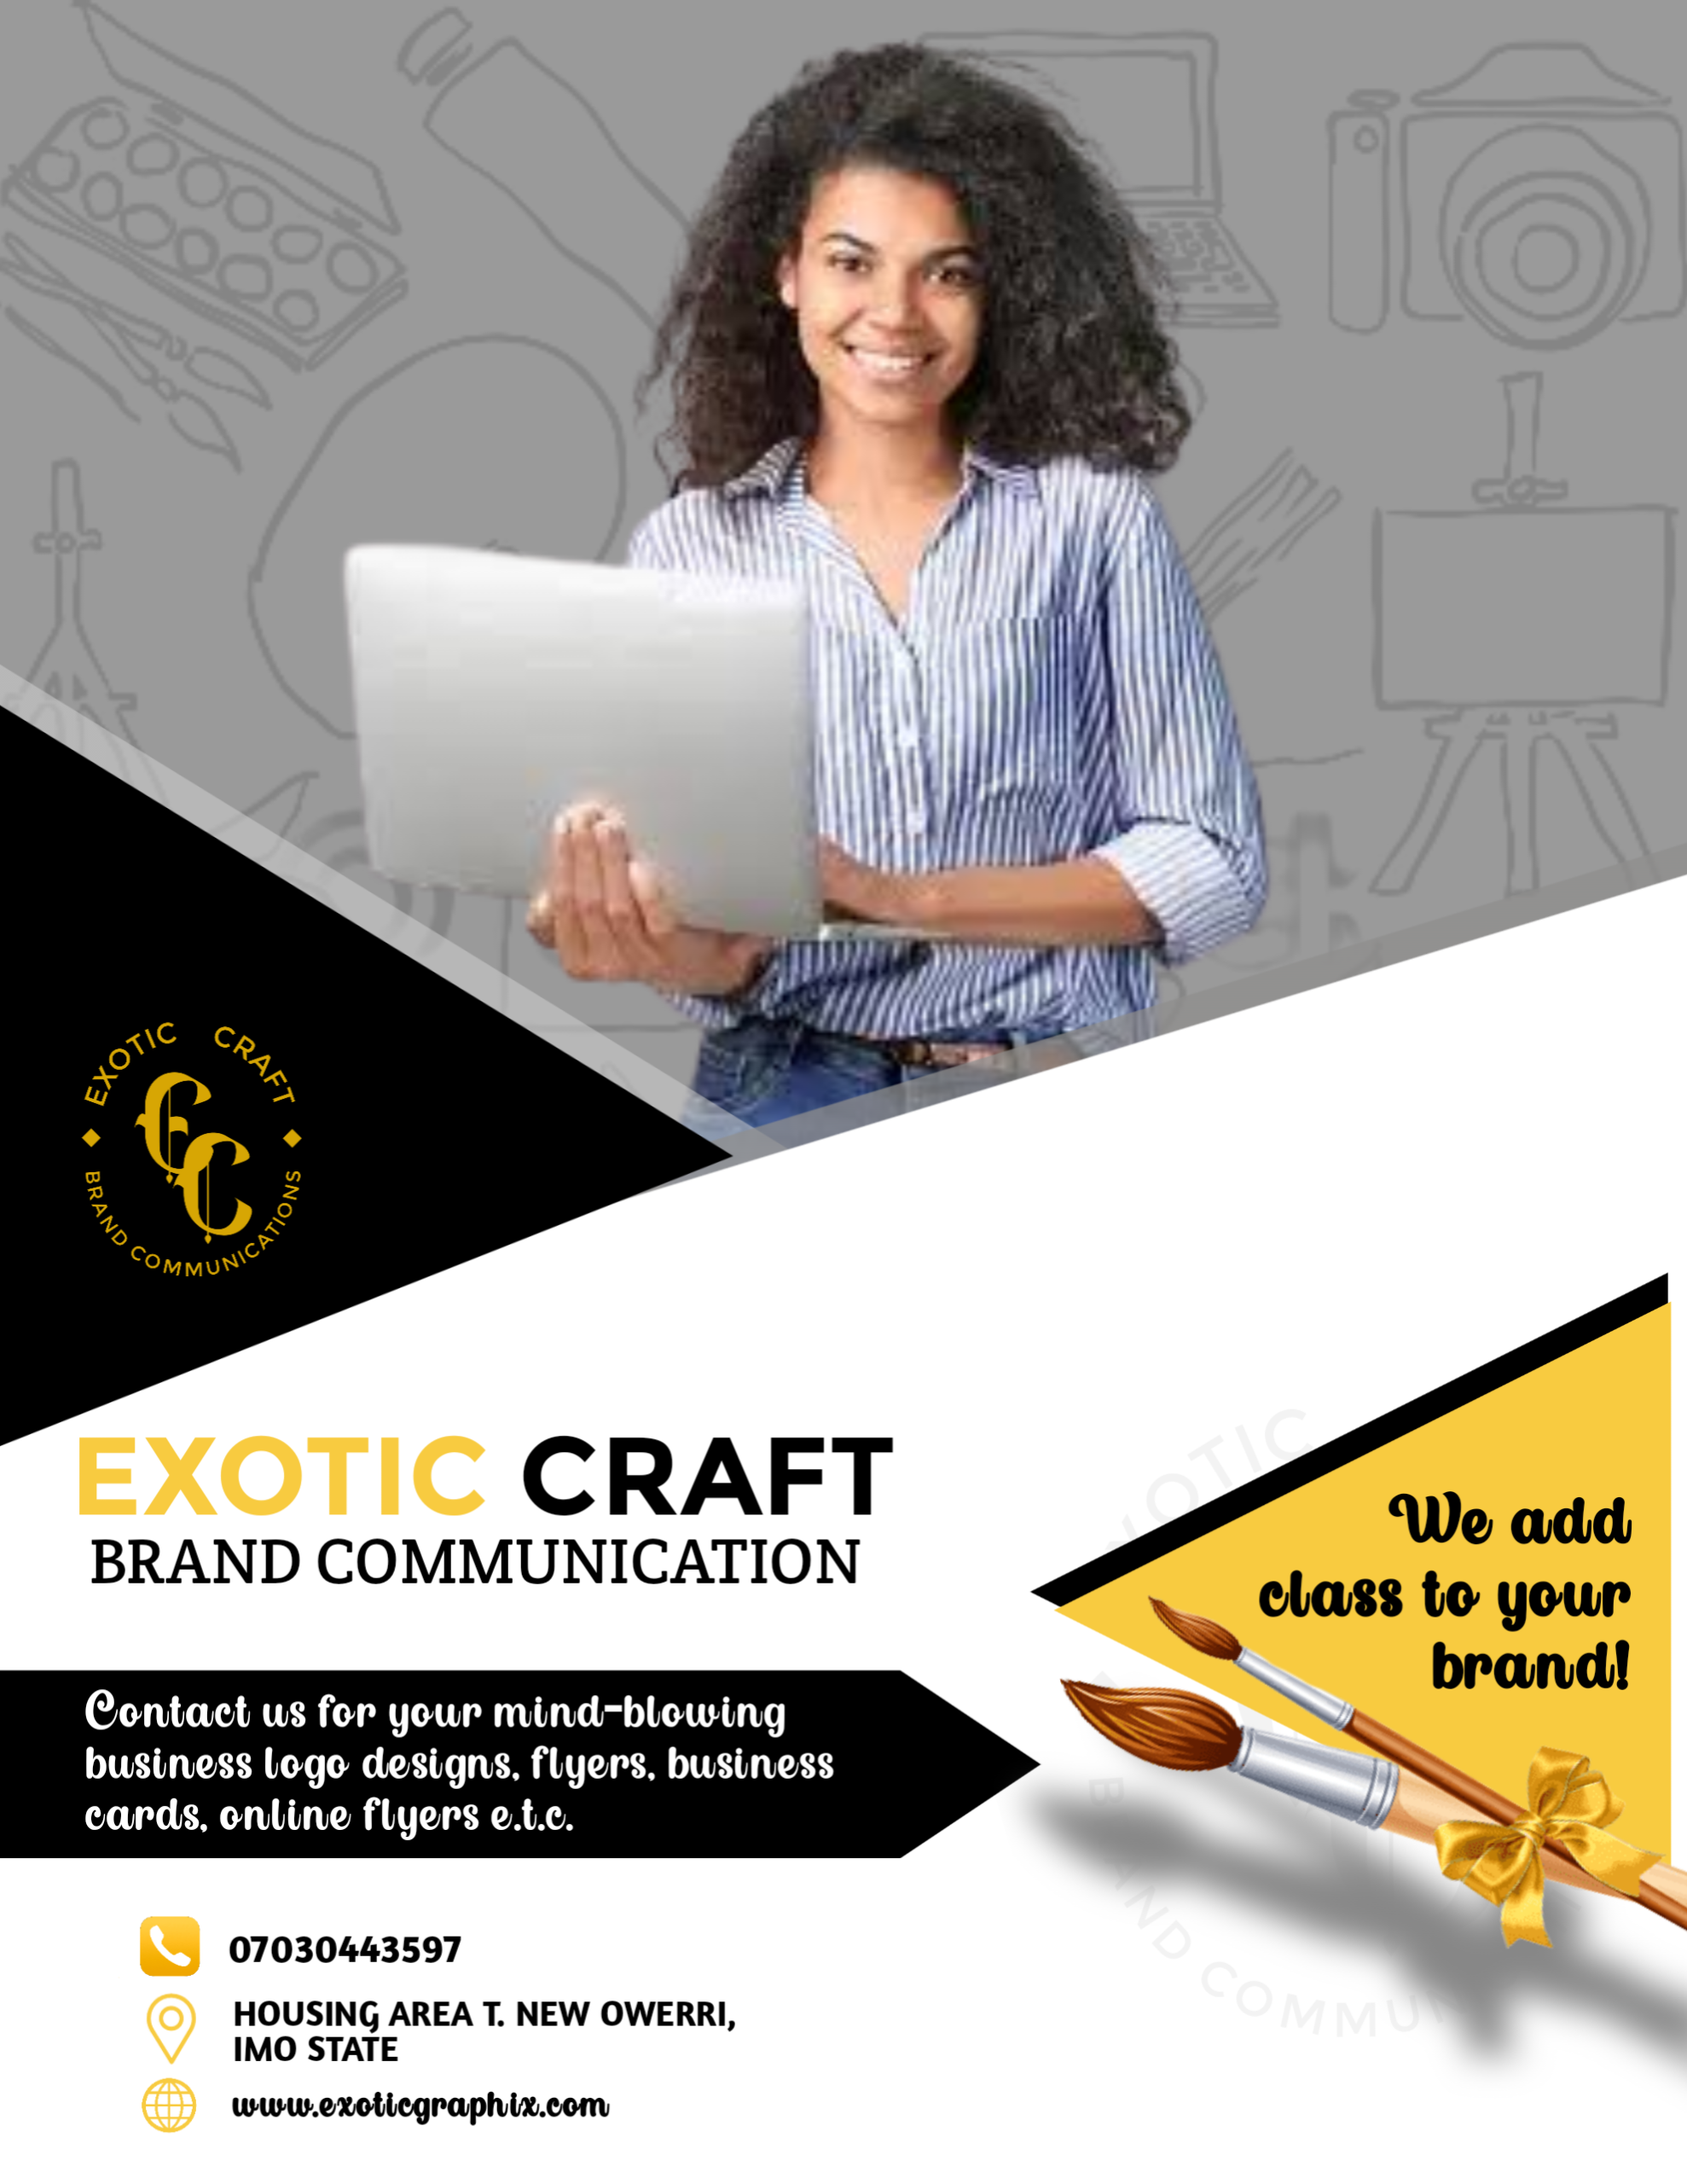 EXOTIC CRAFT
EC
BRAND COMMUNICATIONS
EXOTIC CRAFT
BRAND COMMUNICATION
We add
class to your
brand!
Contact us for your mind-blowing
business logo designs, flyers, business
cards, online flyers e.t.c.
07030443597
HOUSING AREA T. NEW OWERRI,
IMO STATE
www.exoticgraphix.com